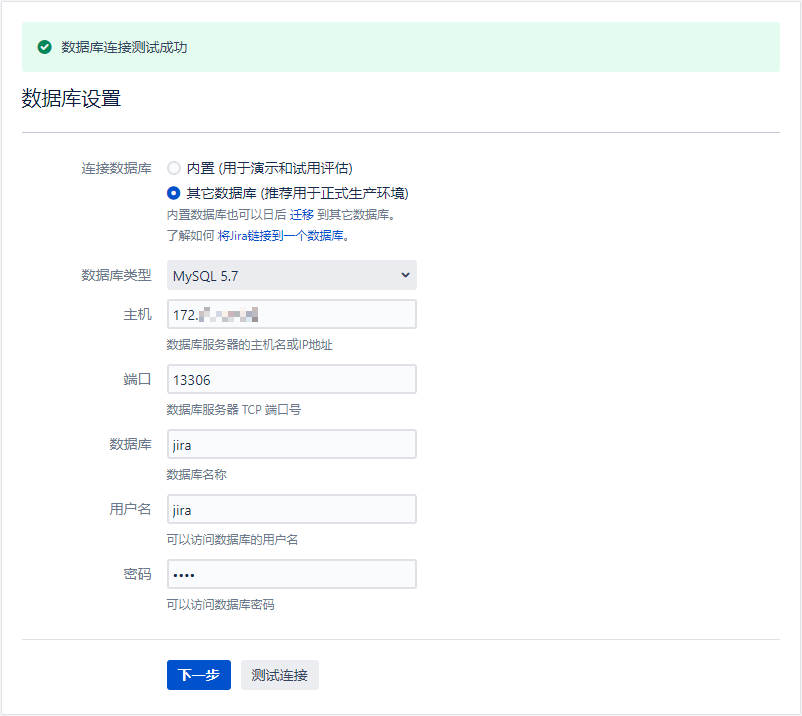 数据库连接测试成功
数据库设置
连接数据库
内置 (用于演示和试用评估)
其它数据库 (推荐用于正式生产环境)
内置数据库也可以日后 迁移 到其它数据库。
了解如何 将Jira链接到一个数据库。
数据库类型 MySQL 5.7
主机 172.
数据库服务器的主机名或IP地址
端口 13306
数据库服务器 TCP 端口号
数据库 jira
数据库名称
用户名 jira
可以访问数据库的用户名
密码 ••••
可以访问数据库密码
下一步 测试连接